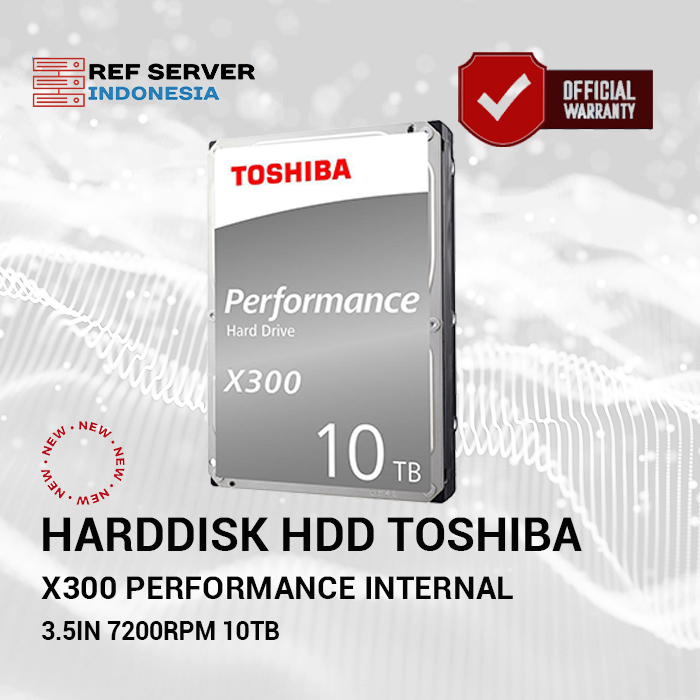 REF SERVER
INDONESIA
OFFICIAL
WARRANTY
TOSHIBA
Performance
Hard Drive
X300
10 TB
NEW • NEW • NEW • NEW • NEW •
HARDDISK HDD TOSHIBA
X300 PERFORMANCE INTERNAL
3.5IN 7200RPM 10TB